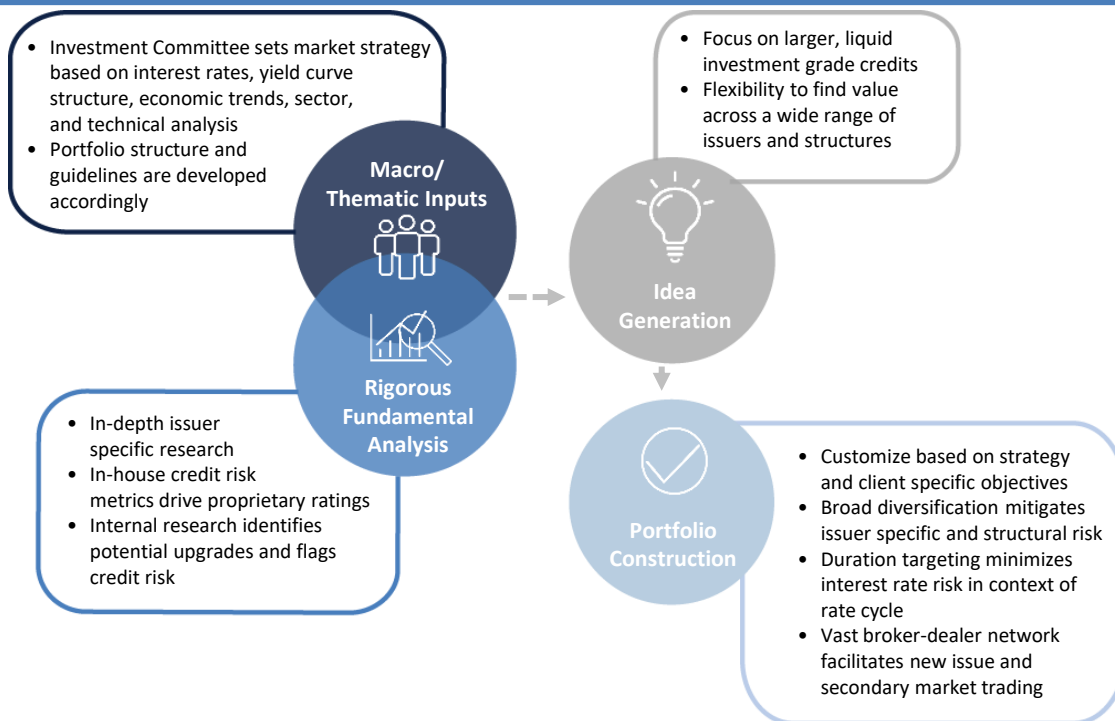 • Investment Committee sets market strategy
based on interest rates, yield curve
structure, economic trends, sector,
and technical analysis
• Portfolio structure and
guidelines are developed
accordingly
Macro/
Thematic Inputs
• Focus on larger, liquid
investment grade credits
• Flexibility to find value
across a wide range of
issuers and structures
Idea
Generation
Rigorous
Fundamental
Analysis
• In-depth issuer
specific research
• In-house credit risk
metrics drive proprietary ratings
• Internal research identifies
potential upgrades and flags
credit risk
Portfolio
Construction
• Customize based on strategy
and client specific objectives
• Broad diversification mitigates
issuer specific and structural risk
• Duration targeting minimizes
interest rate risk in context of
rate cycle
• Vast broker-dealer network
facilitates new issue and
secondary market trading